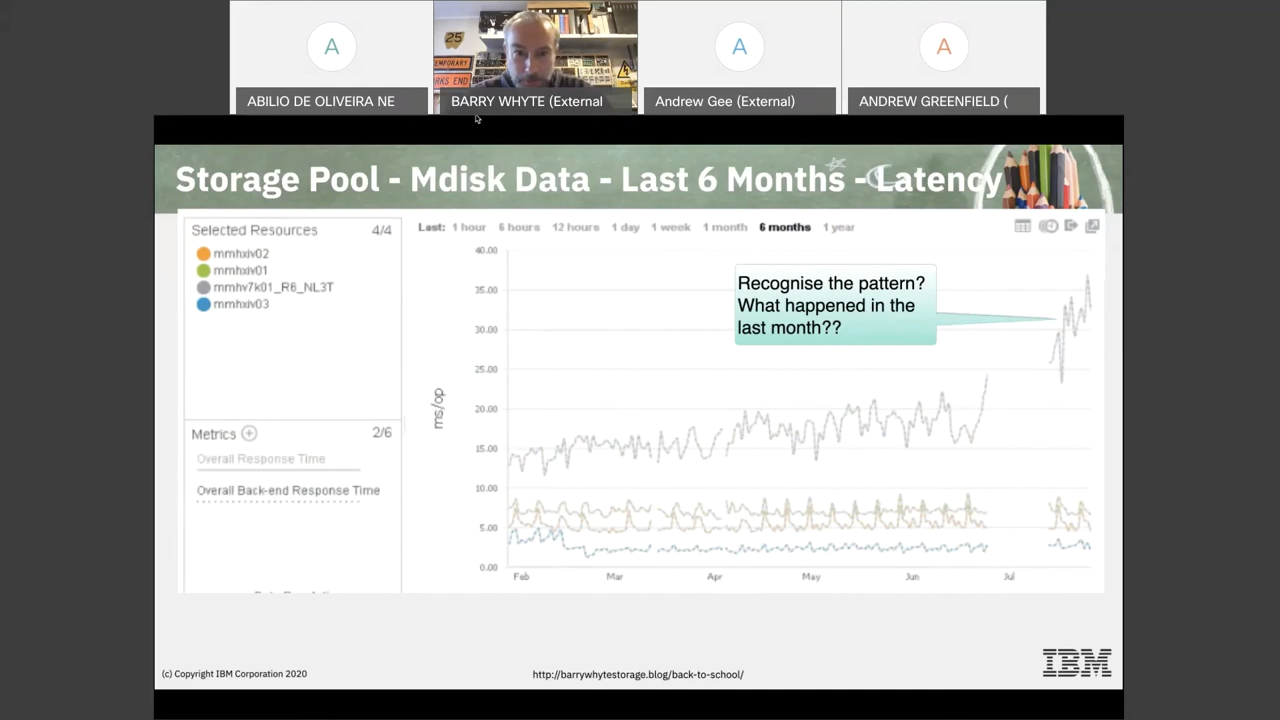 A
A
A
25
EMPORARY
RKS END
ABILIO DE OLIVEIRA NE
BARRY WHYTE (External
Andrew Gee (External)
ANDREW GREENFIELD (
Storage Pool - Mdisk Data - Last 6 Months - Latency
Selected Resources 4/4
mmhxiv02
mmhxiv01
mmhv7k01_R6_NL3T
mmhxiv03
Metrics 2/6
Overall Response Time
Overall Back-end Response Time
Last: 1 hour 6 hours 12 hours 1 day 1 week 1 month 6 months 1 year
ms/op
40.00
35.00
30.00
25.00
20.00
15.00
10.00
5.00
0.00
Feb Mar Apr May Jun Jul
Recognise the pattern?
What happened in the
last month??
(c) Copyright IBM Corporation 2020
http://barrywhytestorage.blog/back-to-school/
IBM